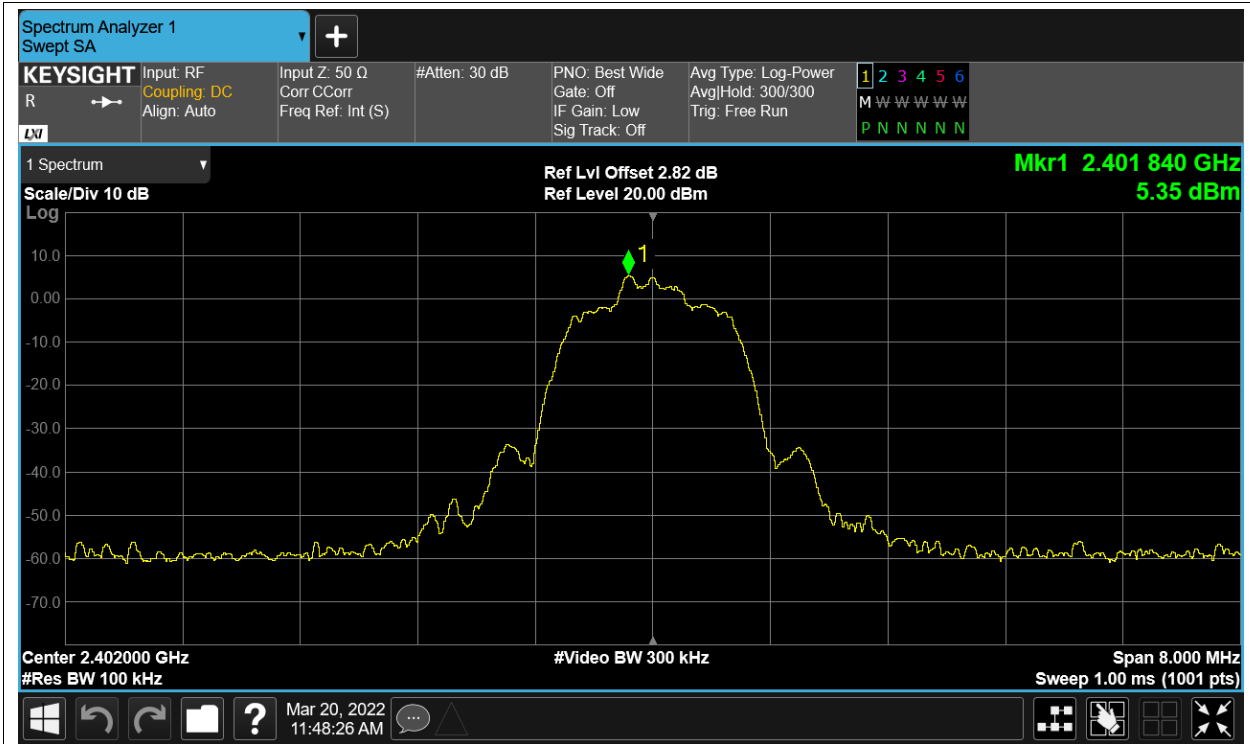 Spectrum Analyzer 1
Swept SA
+
KEYSIGHT
R
LXI
Input: RF
Coupling: DC
Align: Auto
Input Z: 50 Ω
Corr CCorr
Freq Ref: Int (S)
#Atten: 30 dB
PNO: Best Wide
Gate: Off
IF Gain: Low
Sig Track: Off
Avg Type: Log-Power
Avg|Hold: 300/300
Trig: Free Run
1 2 3 4 5 6
M W W W W W
P N N N N N
1 Spectrum
Scale/Div 10 dB
Log
Ref Lvl Offset 2.82 dB
Ref Level 20.00 dBm
Mkr1 2.401 840 GHz
5.35 dBm
1
10.0
0.00
-10.0
-20.0
-30.0
-40.0
-50.0
-60.0
-70.0
Center 2.402000 GHz
#Res BW 100 kHz
#Video BW 300 kHz
Span 8.000 MHz
Sweep 1.00 ms (1001 pts)
?
Mar 20, 2022
11:48:26 AM